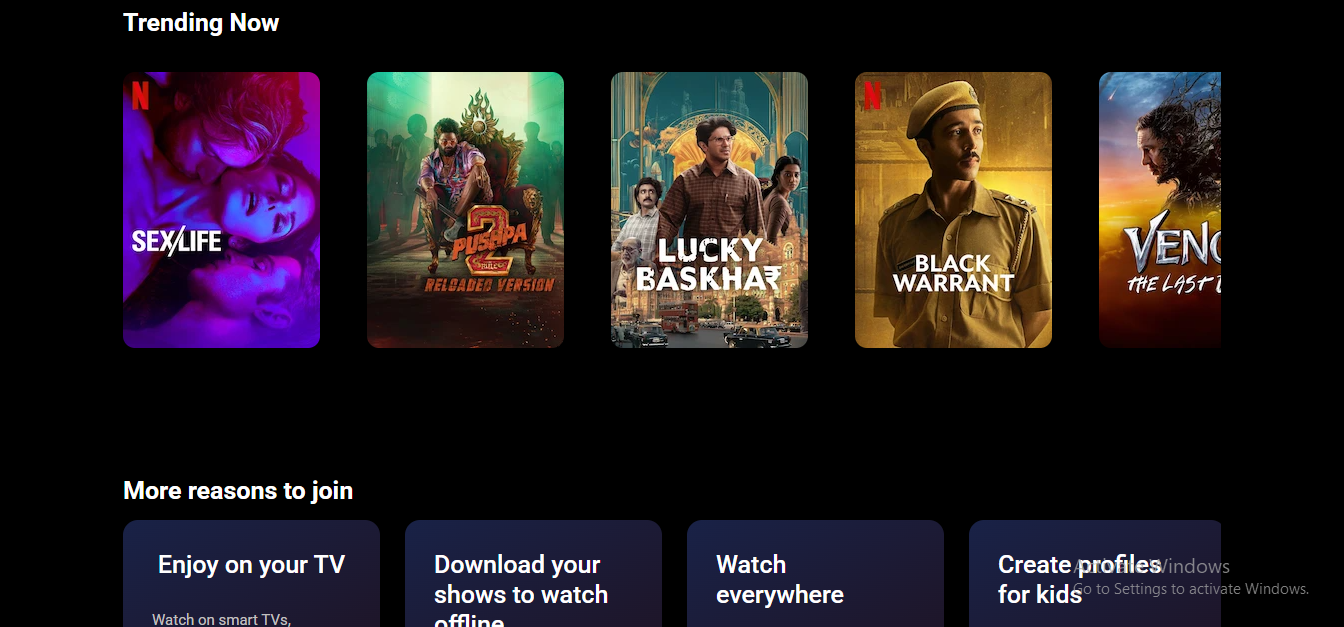 Trending Now
N
SEX/LIFE
PUSHPA
2
THE RULE
RELOADED VERSION
LUCKY
BASKHAR
N
BLACK
WARRANT
VENO
THE LAST D
More reasons to join
Enjoy on your TV
Watch on smart TVs,
Download your
shows to watch
offline
Watch
everywhere
Create profiles
for kids
Activate Windows
Go to Settings to activate Windows.